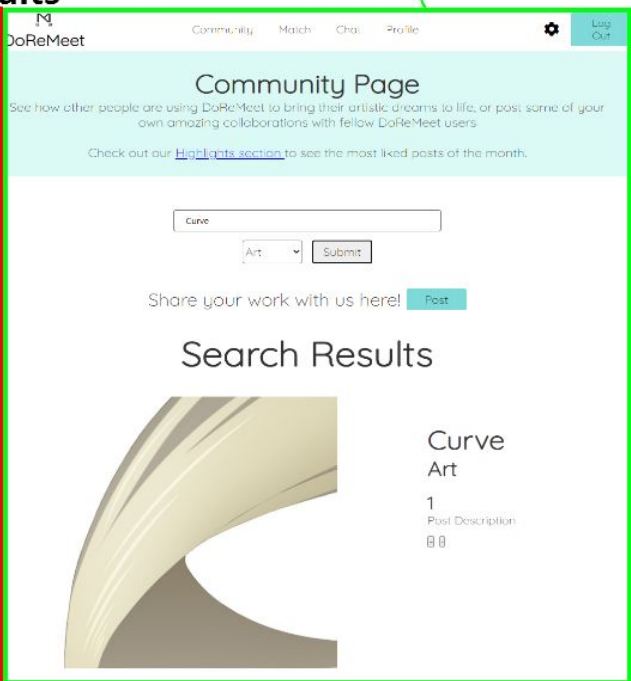 DoReMeet
Community Match Chat Profile
Log
Out
Community Page
See how other people are using DoReMeet to bring their artistic dreams to life, or post some of your
own amazing collaborations with fellow DoReMeet users
Check out our Highlights section to see the most liked posts of the month.
Curve
Art Submit
Share your work with us here! Post
Search Results
Curve
Art
1
Post Description